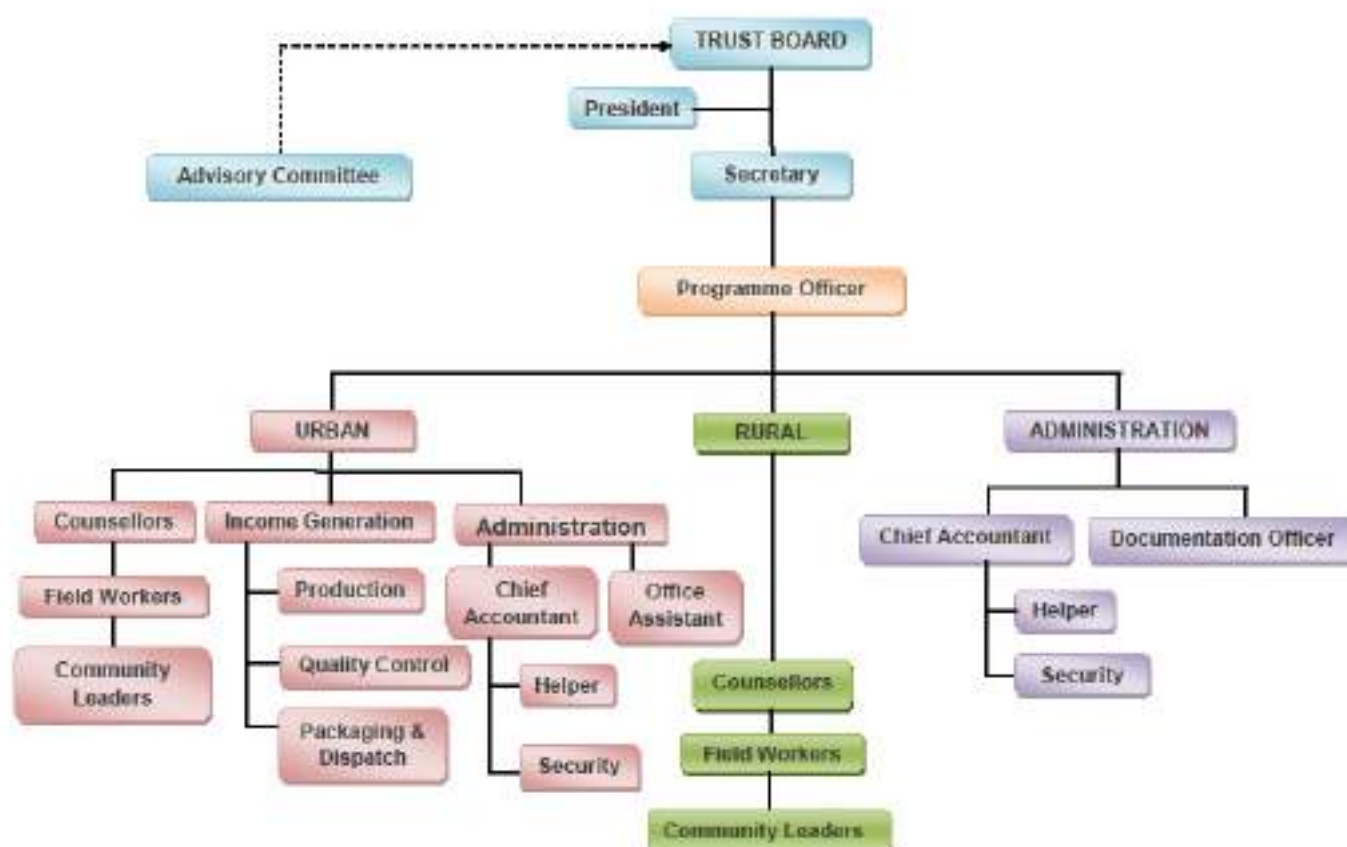 TRUST BOARD
President
Advisory Committee
Secretary
Programme Officer
URBAN
RURAL
ADMINISTRATION
Counsellors
Income Generation
Administration
Chief Accountant
Documentation Officer
Field Workers
Production
Chief
Accountant
Office
Assistant
Helper
Community
Leaders
Quality Control
Helper
Counsellors
Security
Packaging &
Dispatch
Security
Field Workers
Community Leaders